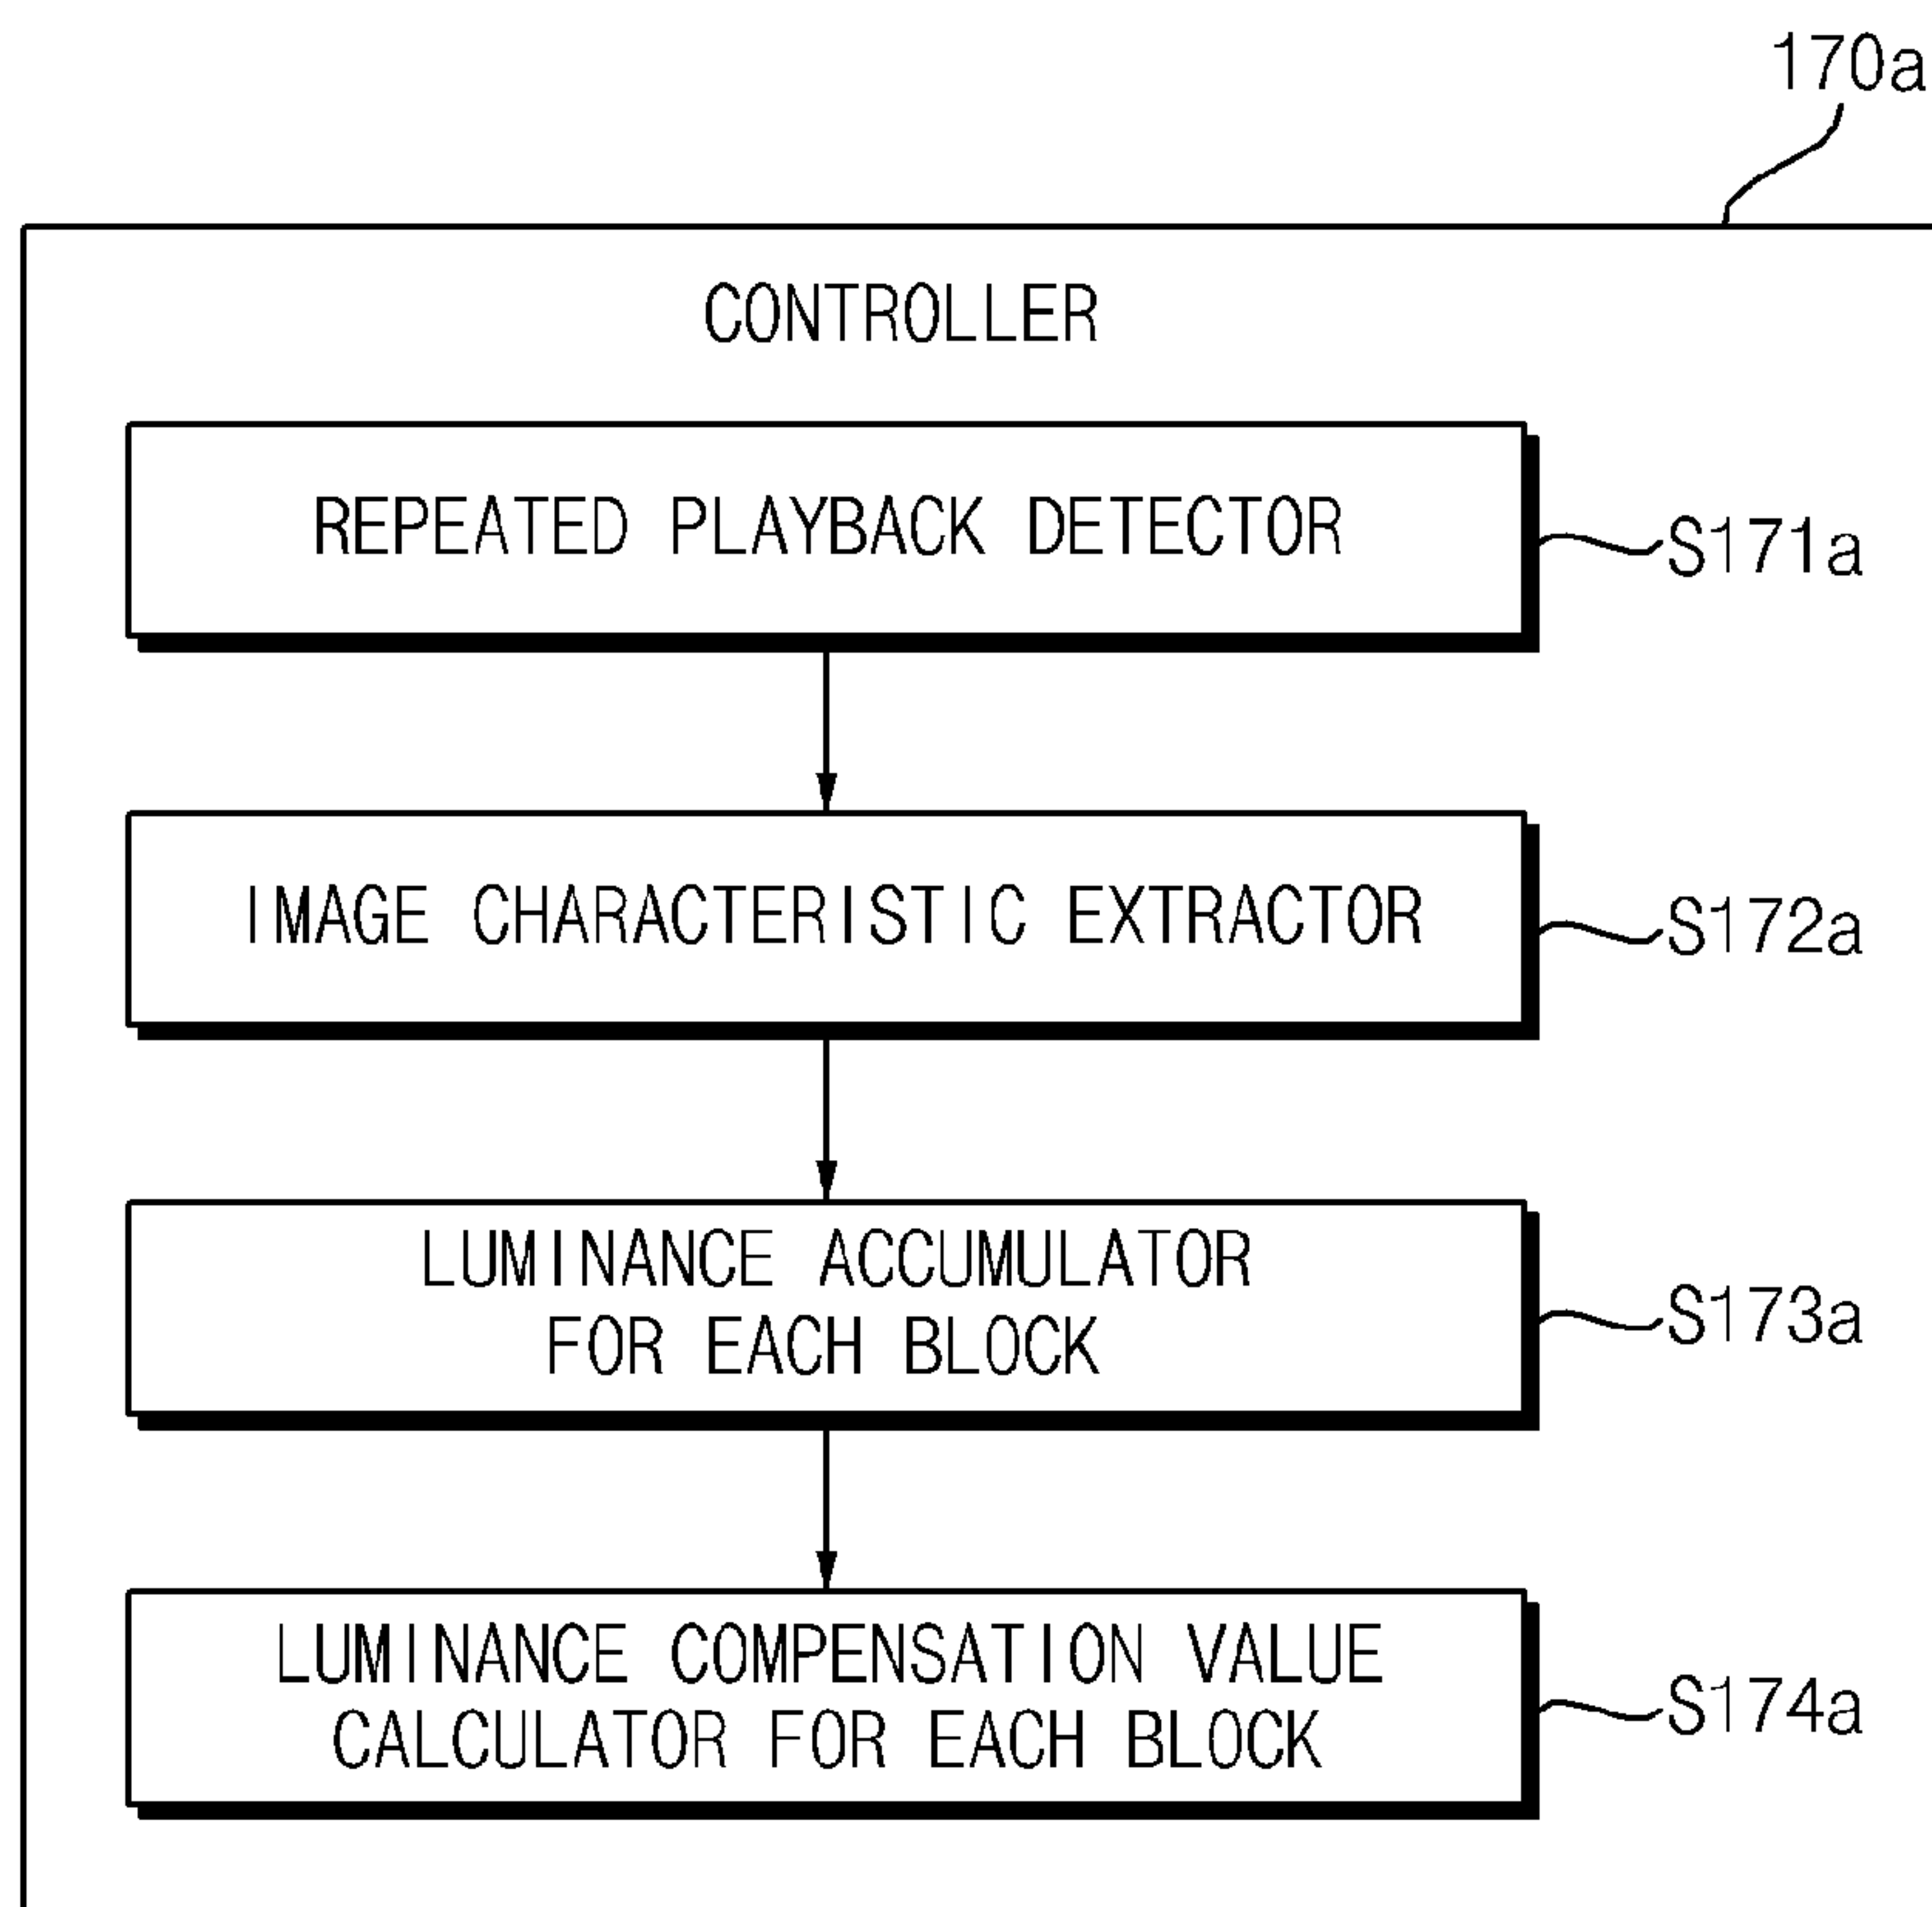 170a
CONTROLLER
REPEATED PLAYBACK DETECTOR
S171a
IMAGE CHARACTERISTIC EXTRACTOR
S172a
LUMINANCE ACCUMULATOR
FOR EACH BLOCK
S173a
LUMINANCE COMPENSATION VALUE
CALCULATOR FOR EACH BLOCK
S174a